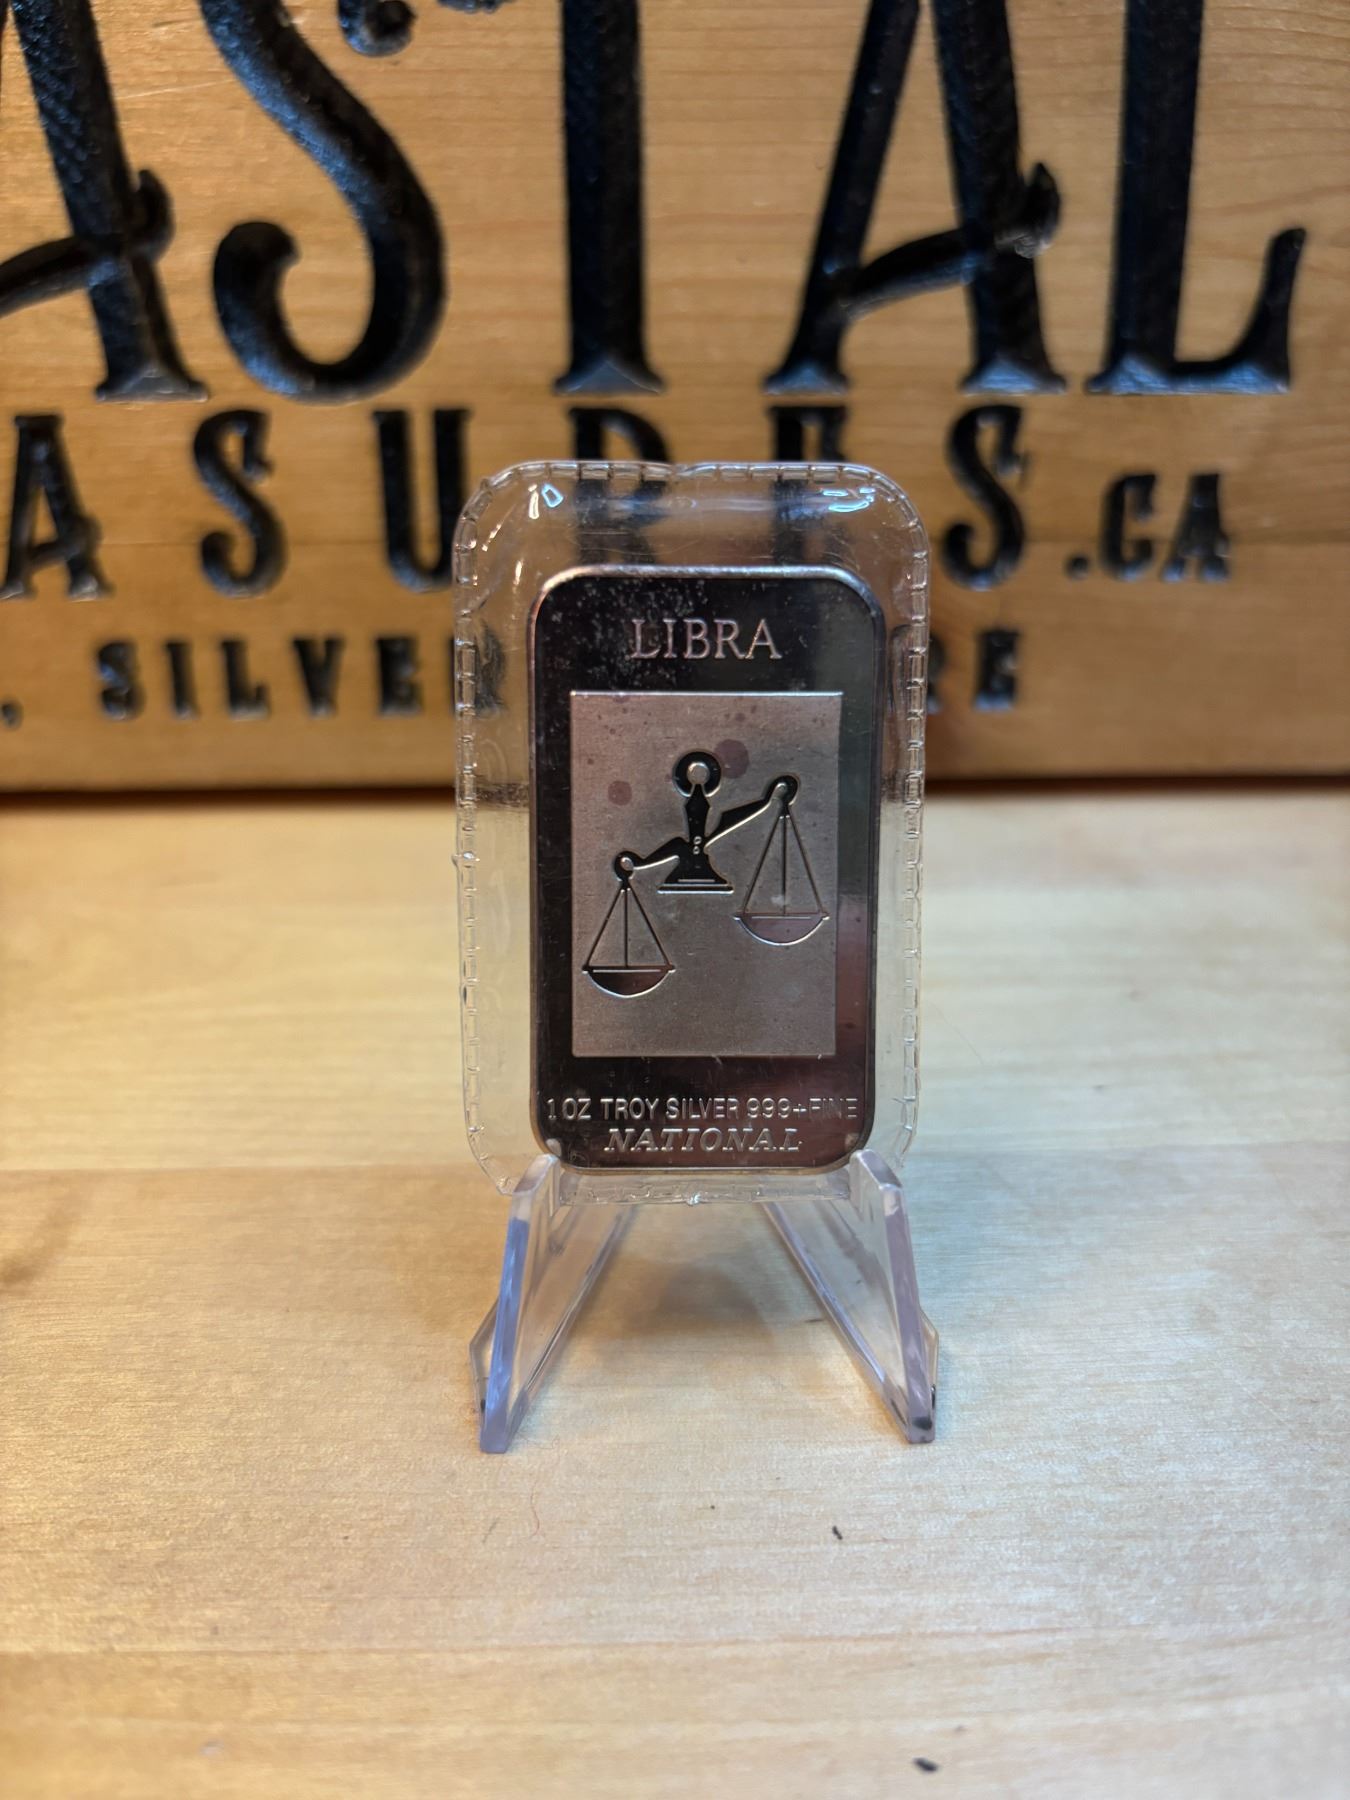 ASTAL
ASURES.CA
, SILVE
LIBRA
1 OZ TROY SILVER 999+FINE
NATIONAL